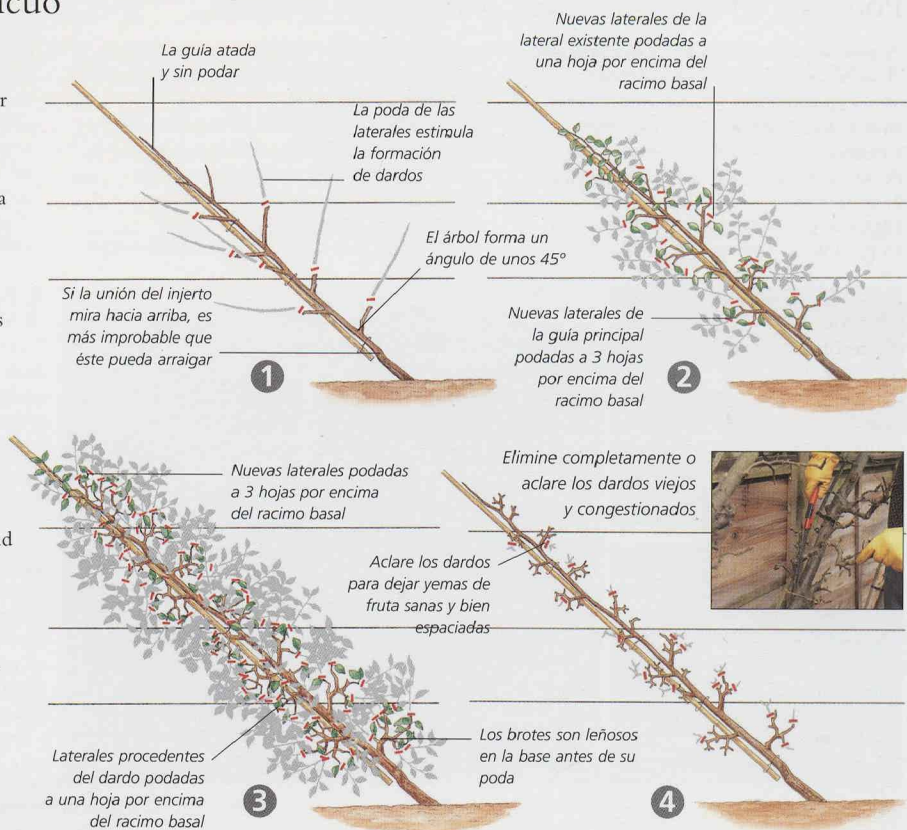 La guía atada
y sin podar
La poda de las
laterales estimula
la formación
de dardos
El árbol forma un
ángulo de unos 45º
Si la unión del injerto
mira hacia arriba, es
más improbable que
éste pueda arraigar
1
Nuevas laterales de la
lateral existente podadas a
una hoja por encima del
racimo basal
Nuevas laterales de
la guía principal
podadas a 3 hojas
por encima del
racimo basal
2
Nuevas laterales podadas
a 3 hojas por encima
del racimo basal
Laterales procedentes
del dardo podadas
a una hoja por encima
del racimo basal
3
Elimine completamente o
aclare los dardos viejos
y congestionados
Aclare los dardos
para dejar yemas de
fruta sanas y bien
espaciadas
Los brotes son leñosos
en la base antes de su
poda
4